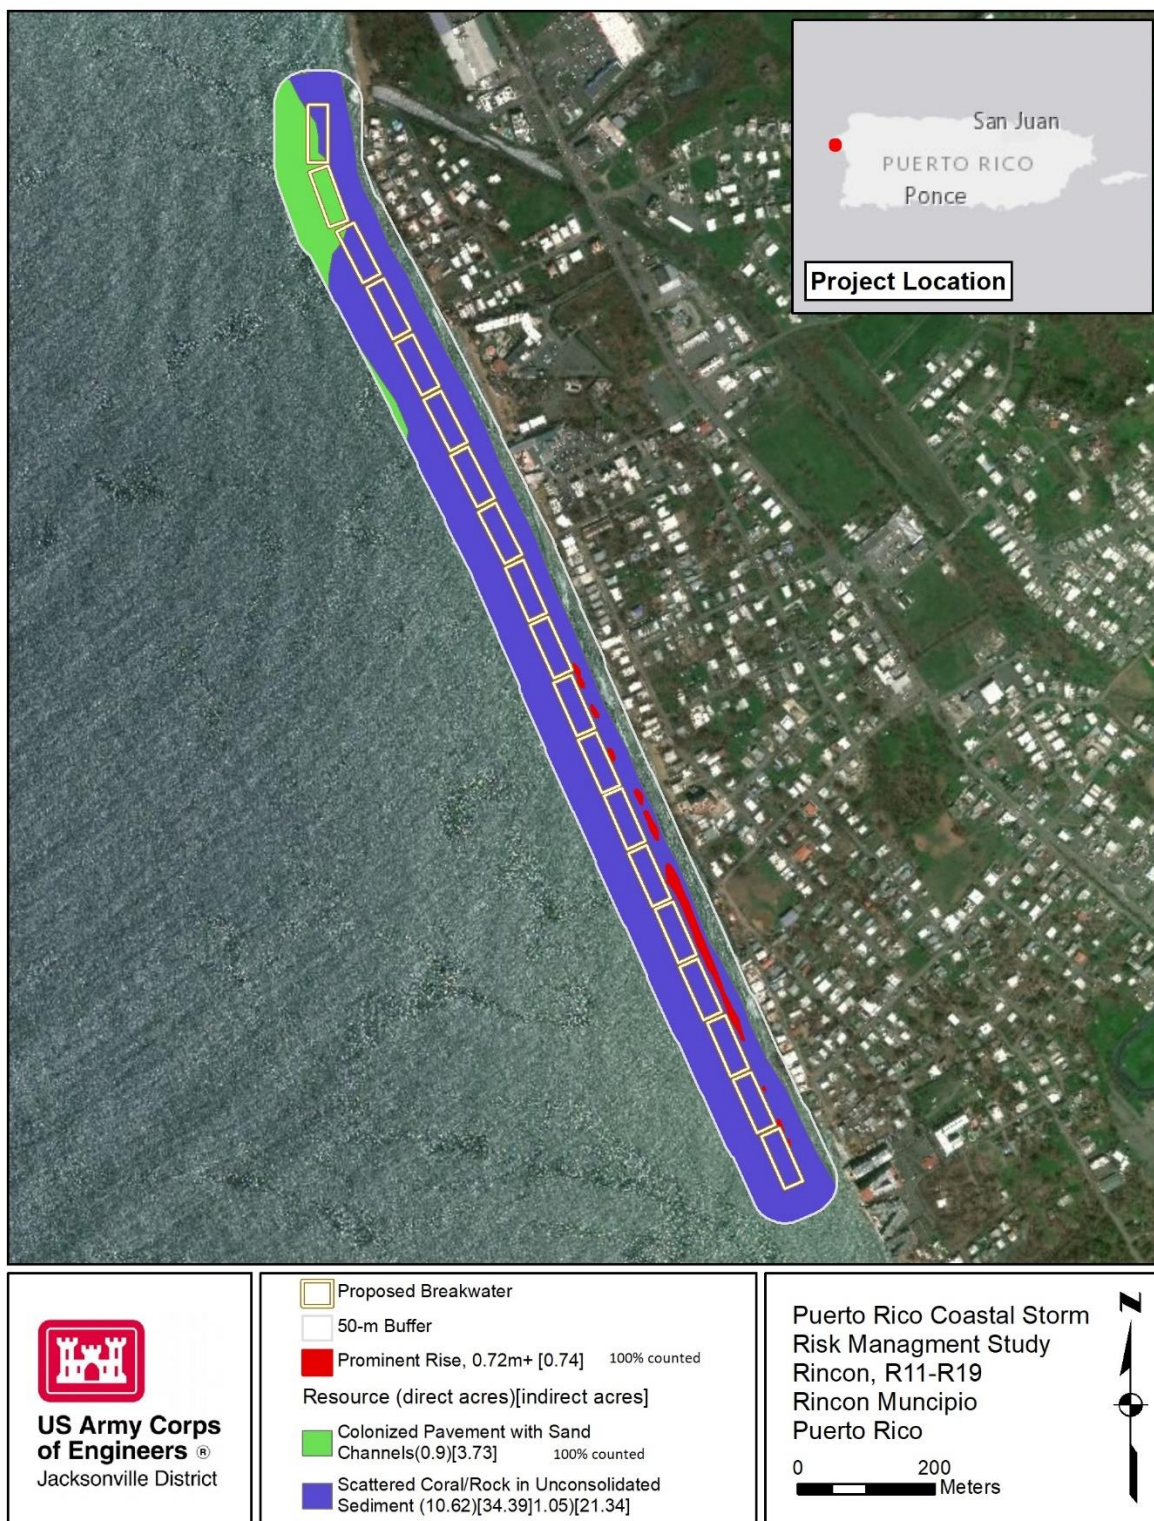 San Juan
PUERTO RICO
Ponce
Project Location
US Army Corps
of Engineers ®
Jacksonville District
Proposed Breakwater
50-m Buffer
Prominent Rise, 0.72m+ [0.74] 100% counted
Resource (direct acres)[indirect acres]
Colonized Pavement with Sand
Channels(0.9)[3.73] 100% counted
Scattered Coral/Rock in Unconsolidated
Sediment (10.62)[34.39]1.05)[21.34]
Puerto Rico Coastal Storm
Risk Managment Study
Rincon, R11-R19
Rincon Muncipio
Puerto Rico
N
0 200
Meters